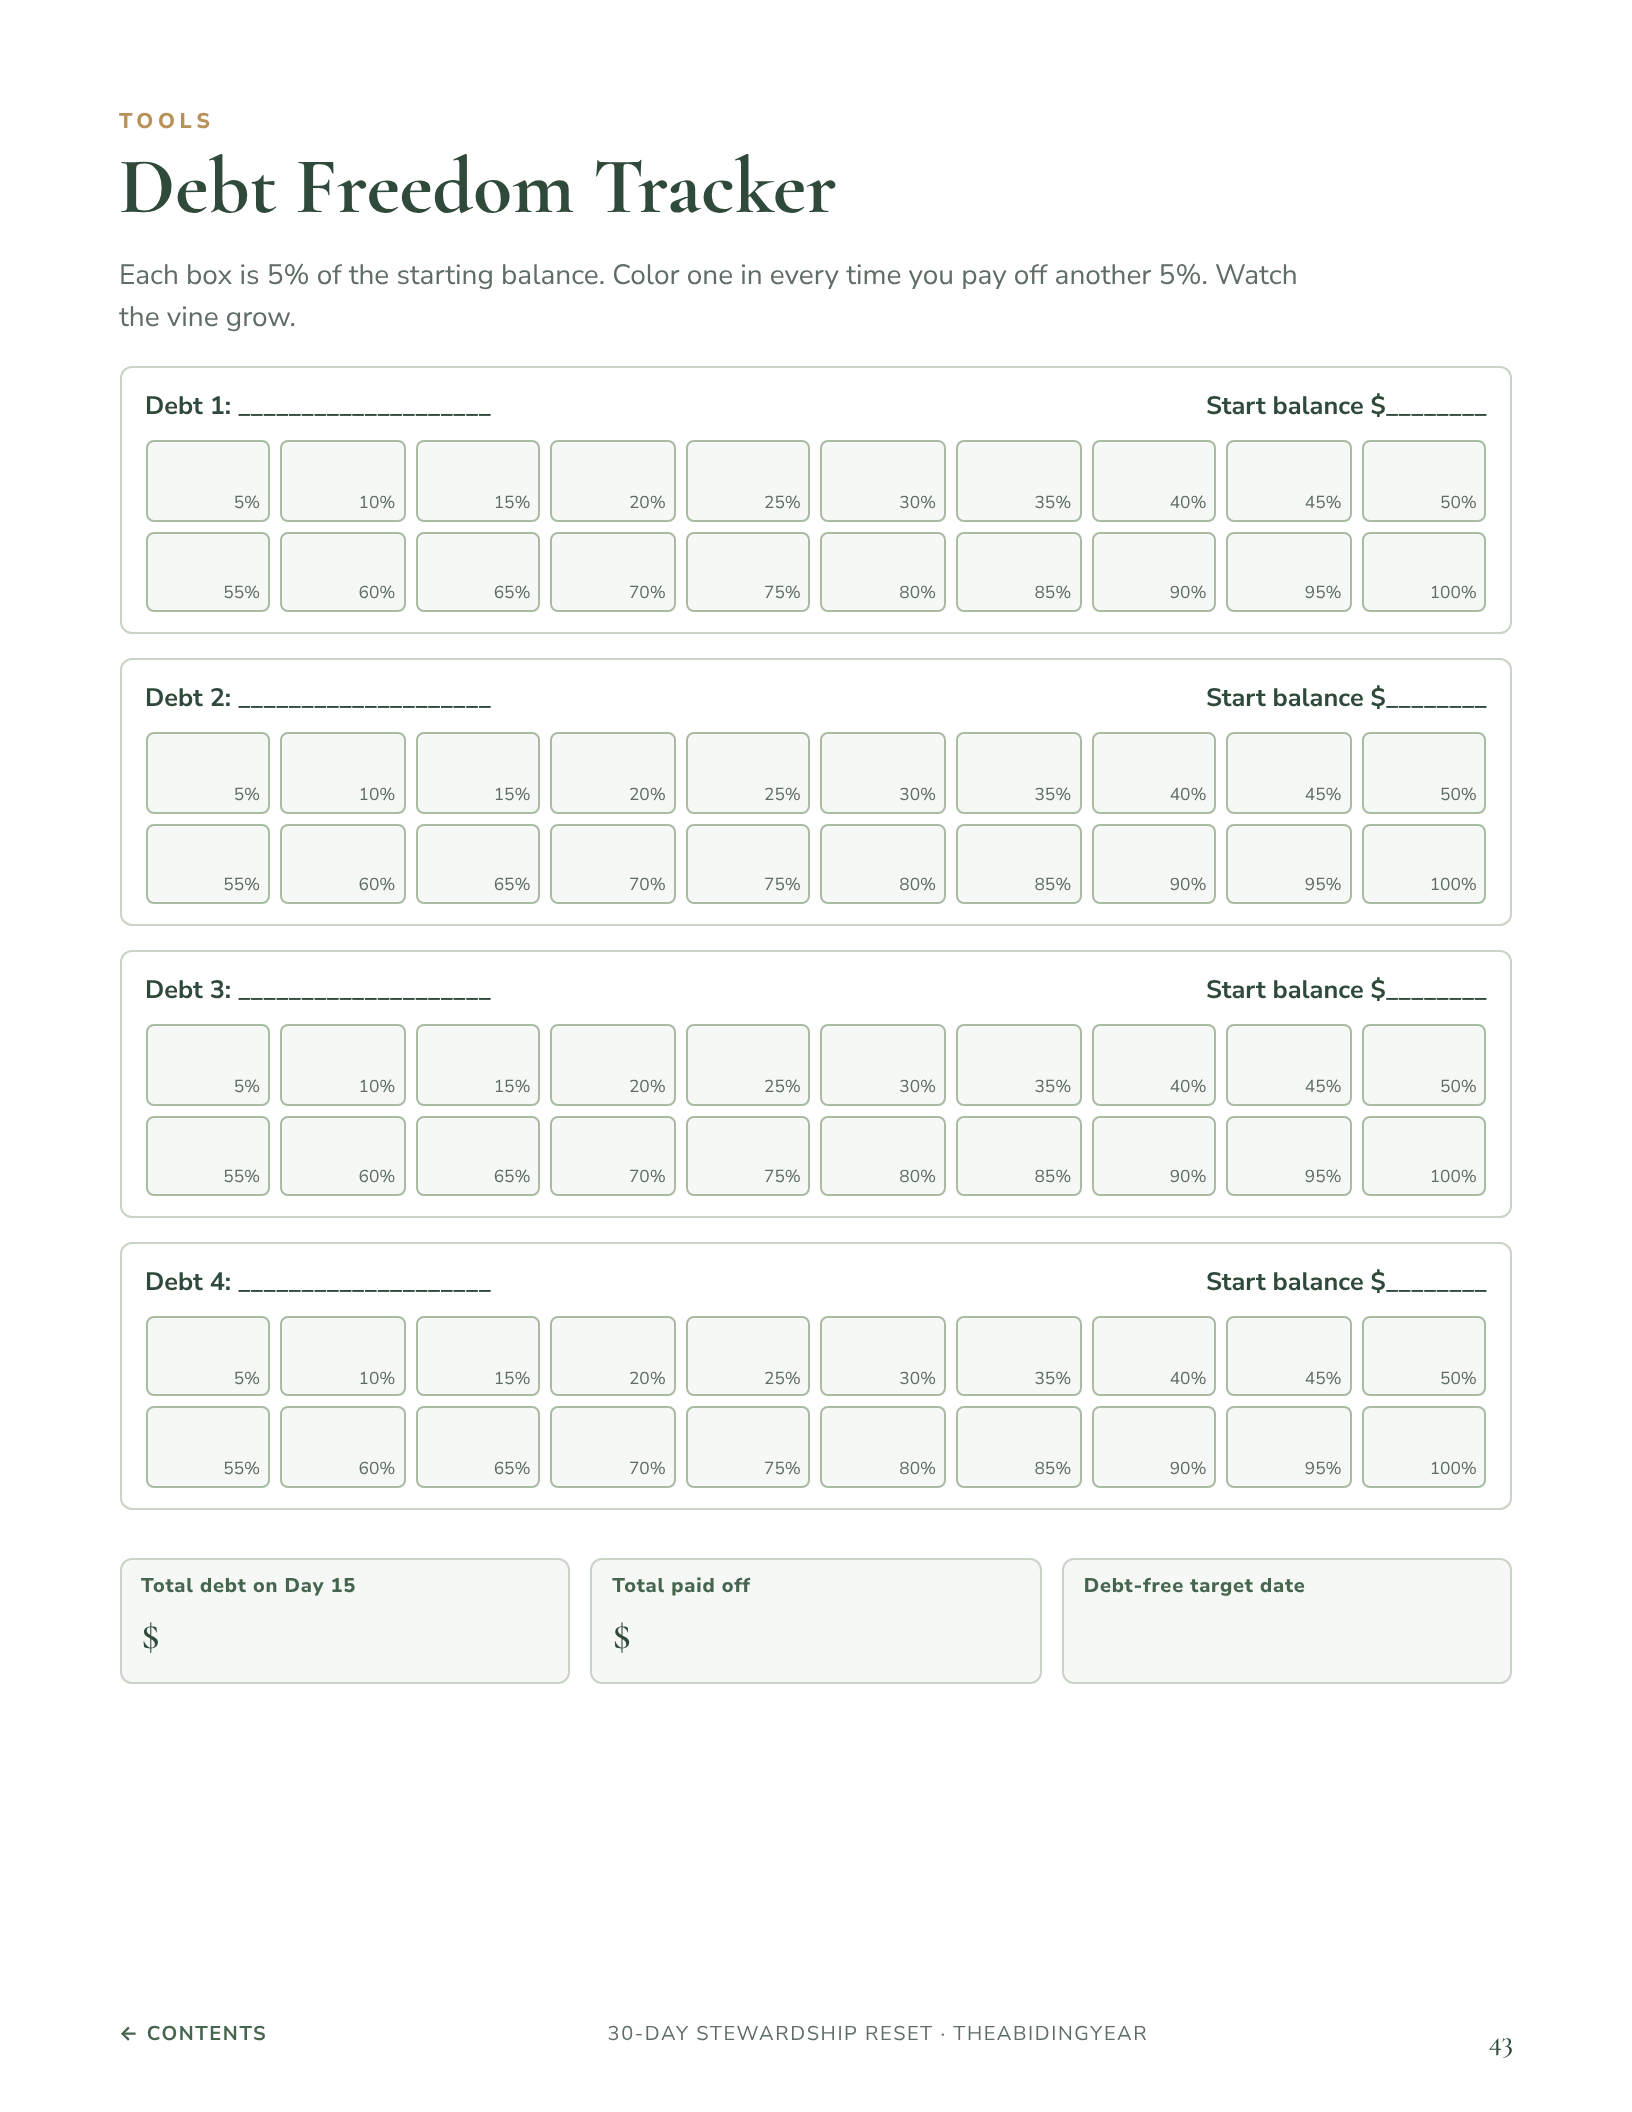 TOOLS
Debt Freedom Tracker
Each box is 5% of the starting balance. Color one in every time you pay off another 5%. Watch
the vine grow.
Debt 1: ____________________ Start balance $________
5% 10% 15% 20% 25% 30% 35% 40% 45% 50%
55% 60% 65% 70% 75% 80% 85% 90% 95% 100%
Debt 2: ____________________ Start balance $________
5% 10% 15% 20% 25% 30% 35% 40% 45% 50%
55% 60% 65% 70% 75% 80% 85% 90% 95% 100%
Debt 3: ____________________ Start balance $________
5% 10% 15% 20% 25% 30% 35% 40% 45% 50%
55% 60% 65% 70% 75% 80% 85% 90% 95% 100%
Debt 4: ____________________ Start balance $________
5% 10% 15% 20% 25% 30% 35% 40% 45% 50%
55% 60% 65% 70% 75% 80% 85% 90% 95% 100%
Total debt on Day 15 Total paid off Debt-free target date
$ $
← CONTENTS 30-DAY STEWARDSHIP RESET · THEABIDINGYEAR 43